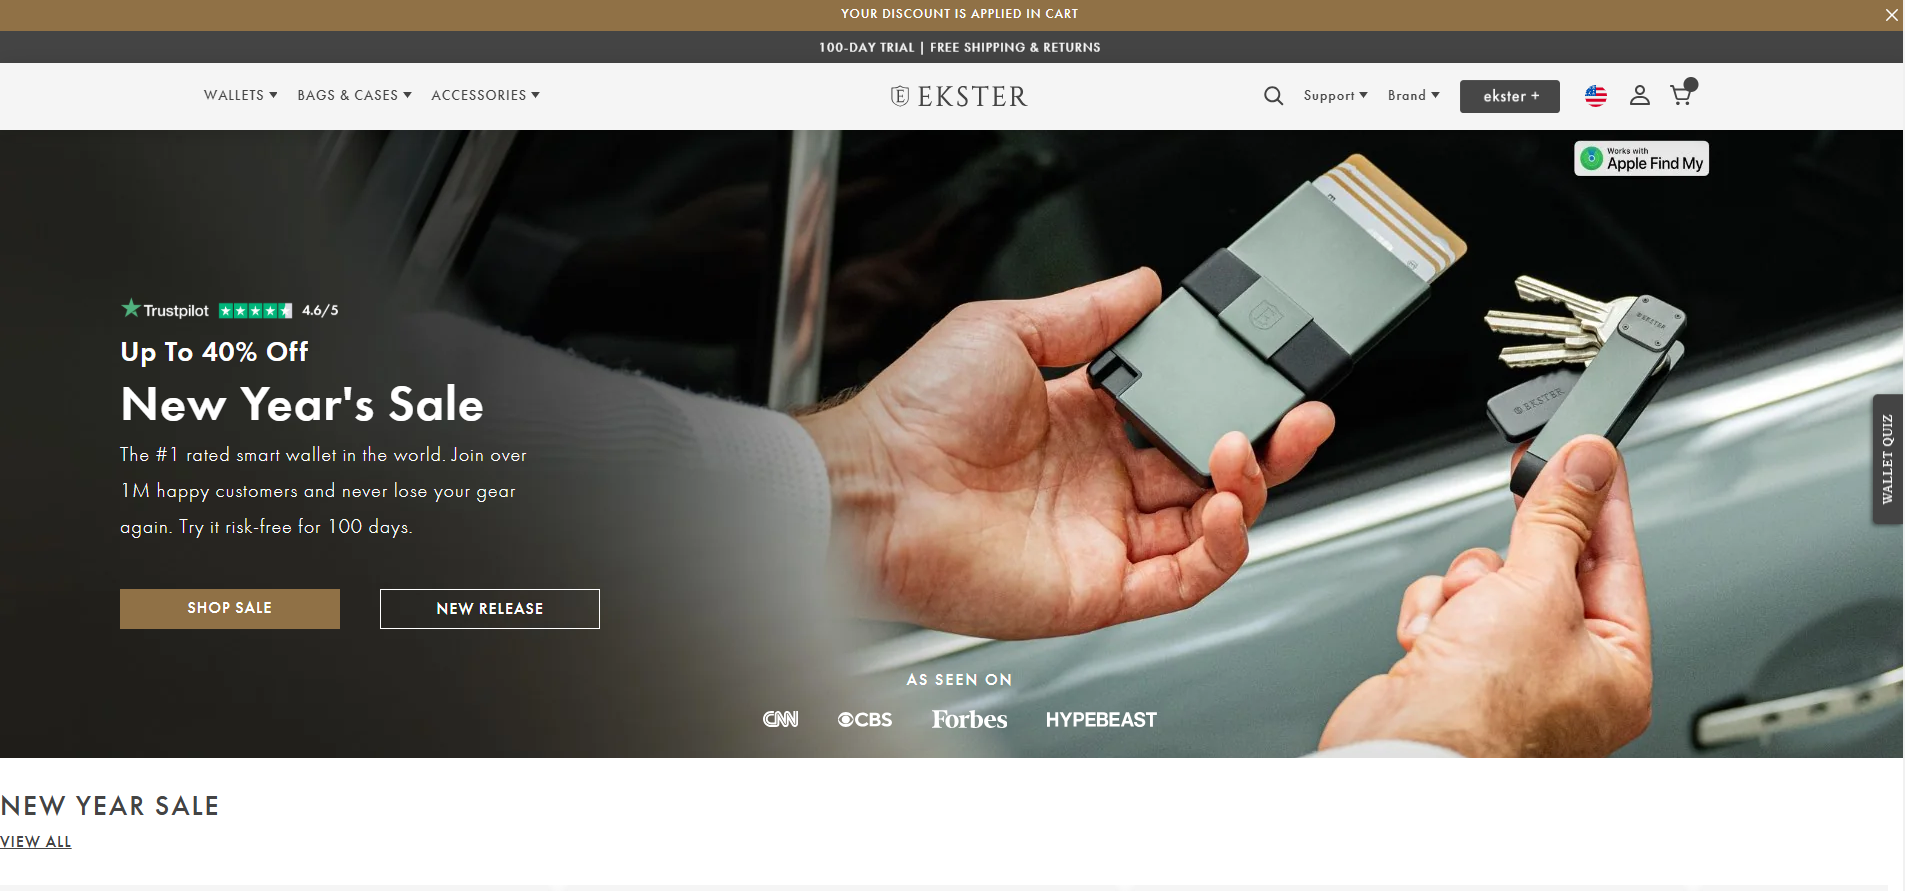 YOUR DISCOUNT IS APPLIED IN CART
100-DAY TRIAL | FREE SHIPPING & RETURNS
WALLETS BAGS & CASES ACCESSORIES
EKSTER
Support Brand ekster +
Works with
Apple Find My
Trustpilot 4.6/5
Up To 40% Off
New Year's Sale
The #1 rated smart wallet in the world. Join over
1M happy customers and never lose your gear
again. Try it risk-free for 100 days.
SHOP SALE NEW RELEASE
EKSTER
EKSTER
WALLET QUIZ
AS SEEN ON
CNN CBS Forbes HYPEBEAST
NEW YEAR SALE
VIEW ALL